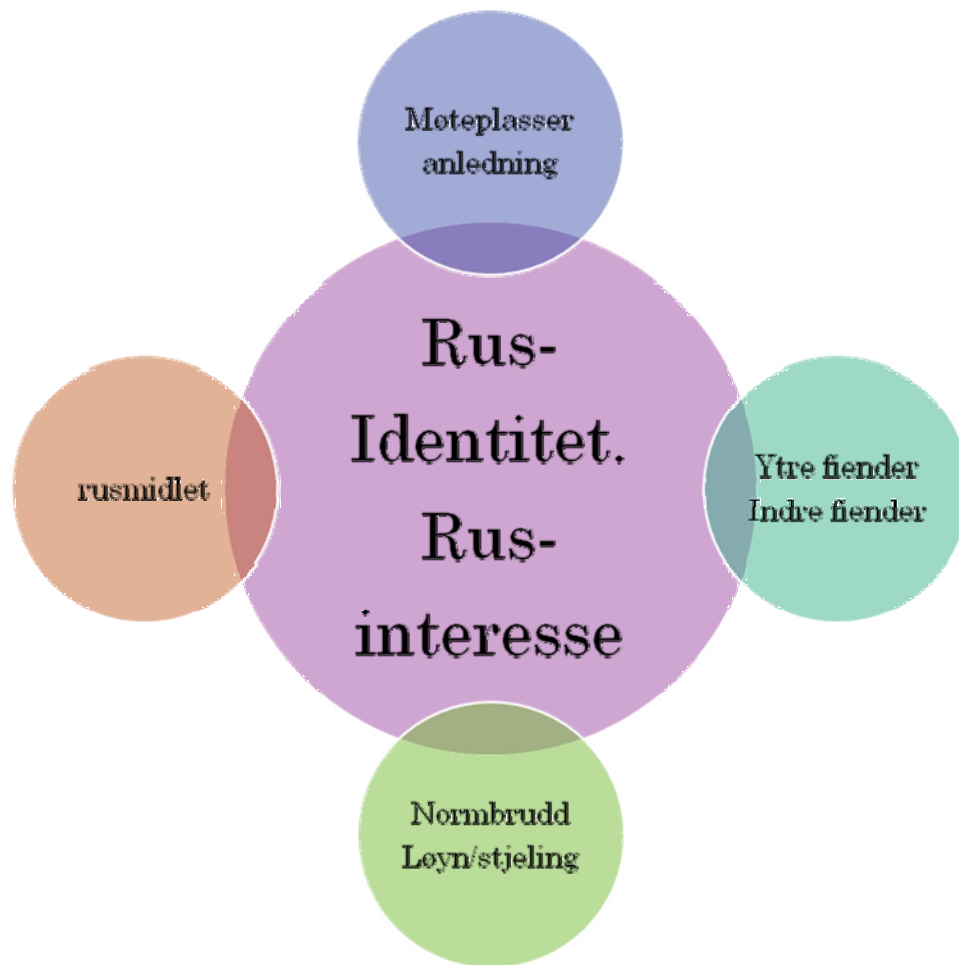 Møteplasser
anledning
Rus-
Identitet.
Rus-
interesse
rusmidlet
Ytre fiender
Indre fiender
Normbrudd
Løyn/stjeling